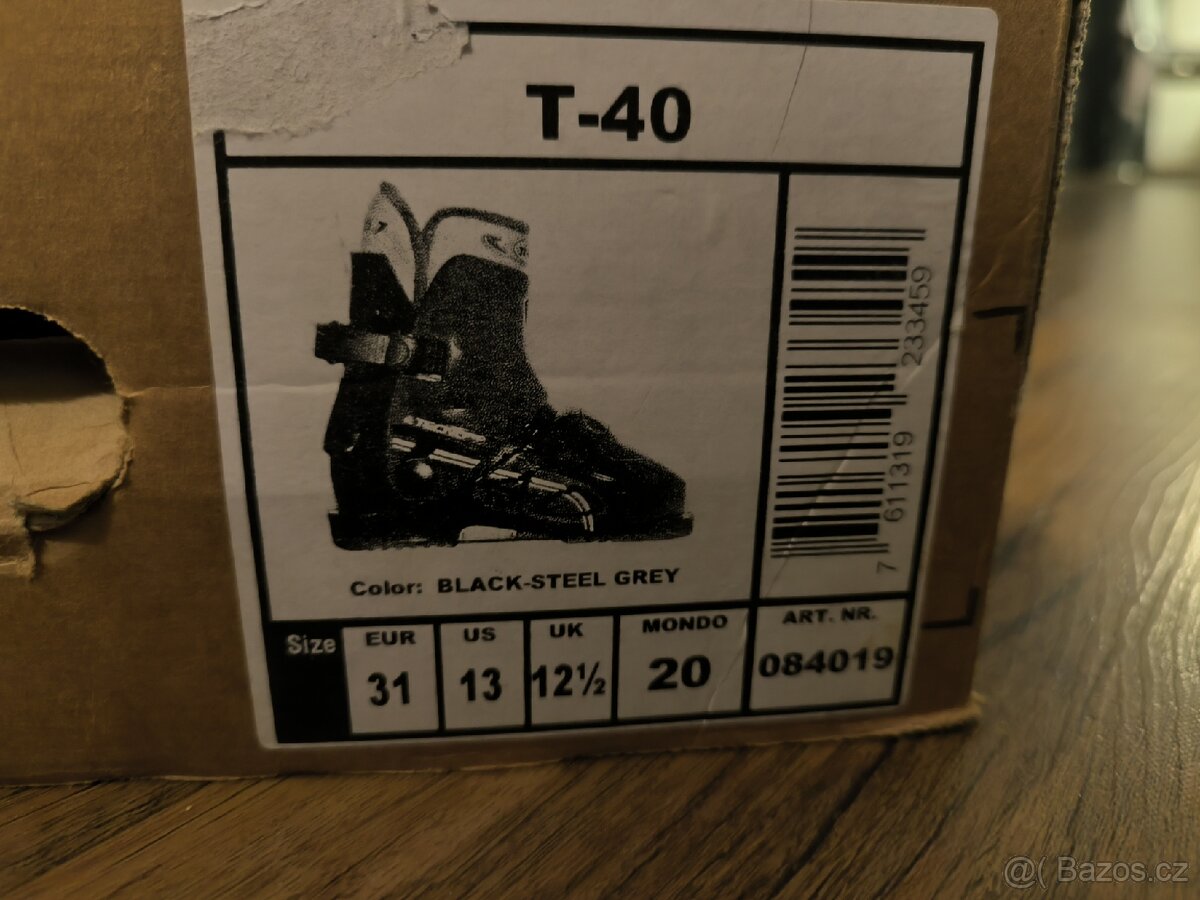 T-40
7 611319 233459
Color: BLACK-STEEL GREY
Size EUR US UK MONDO ART. NR.
31 13 12½ 20 084019
@( Bazos.cz